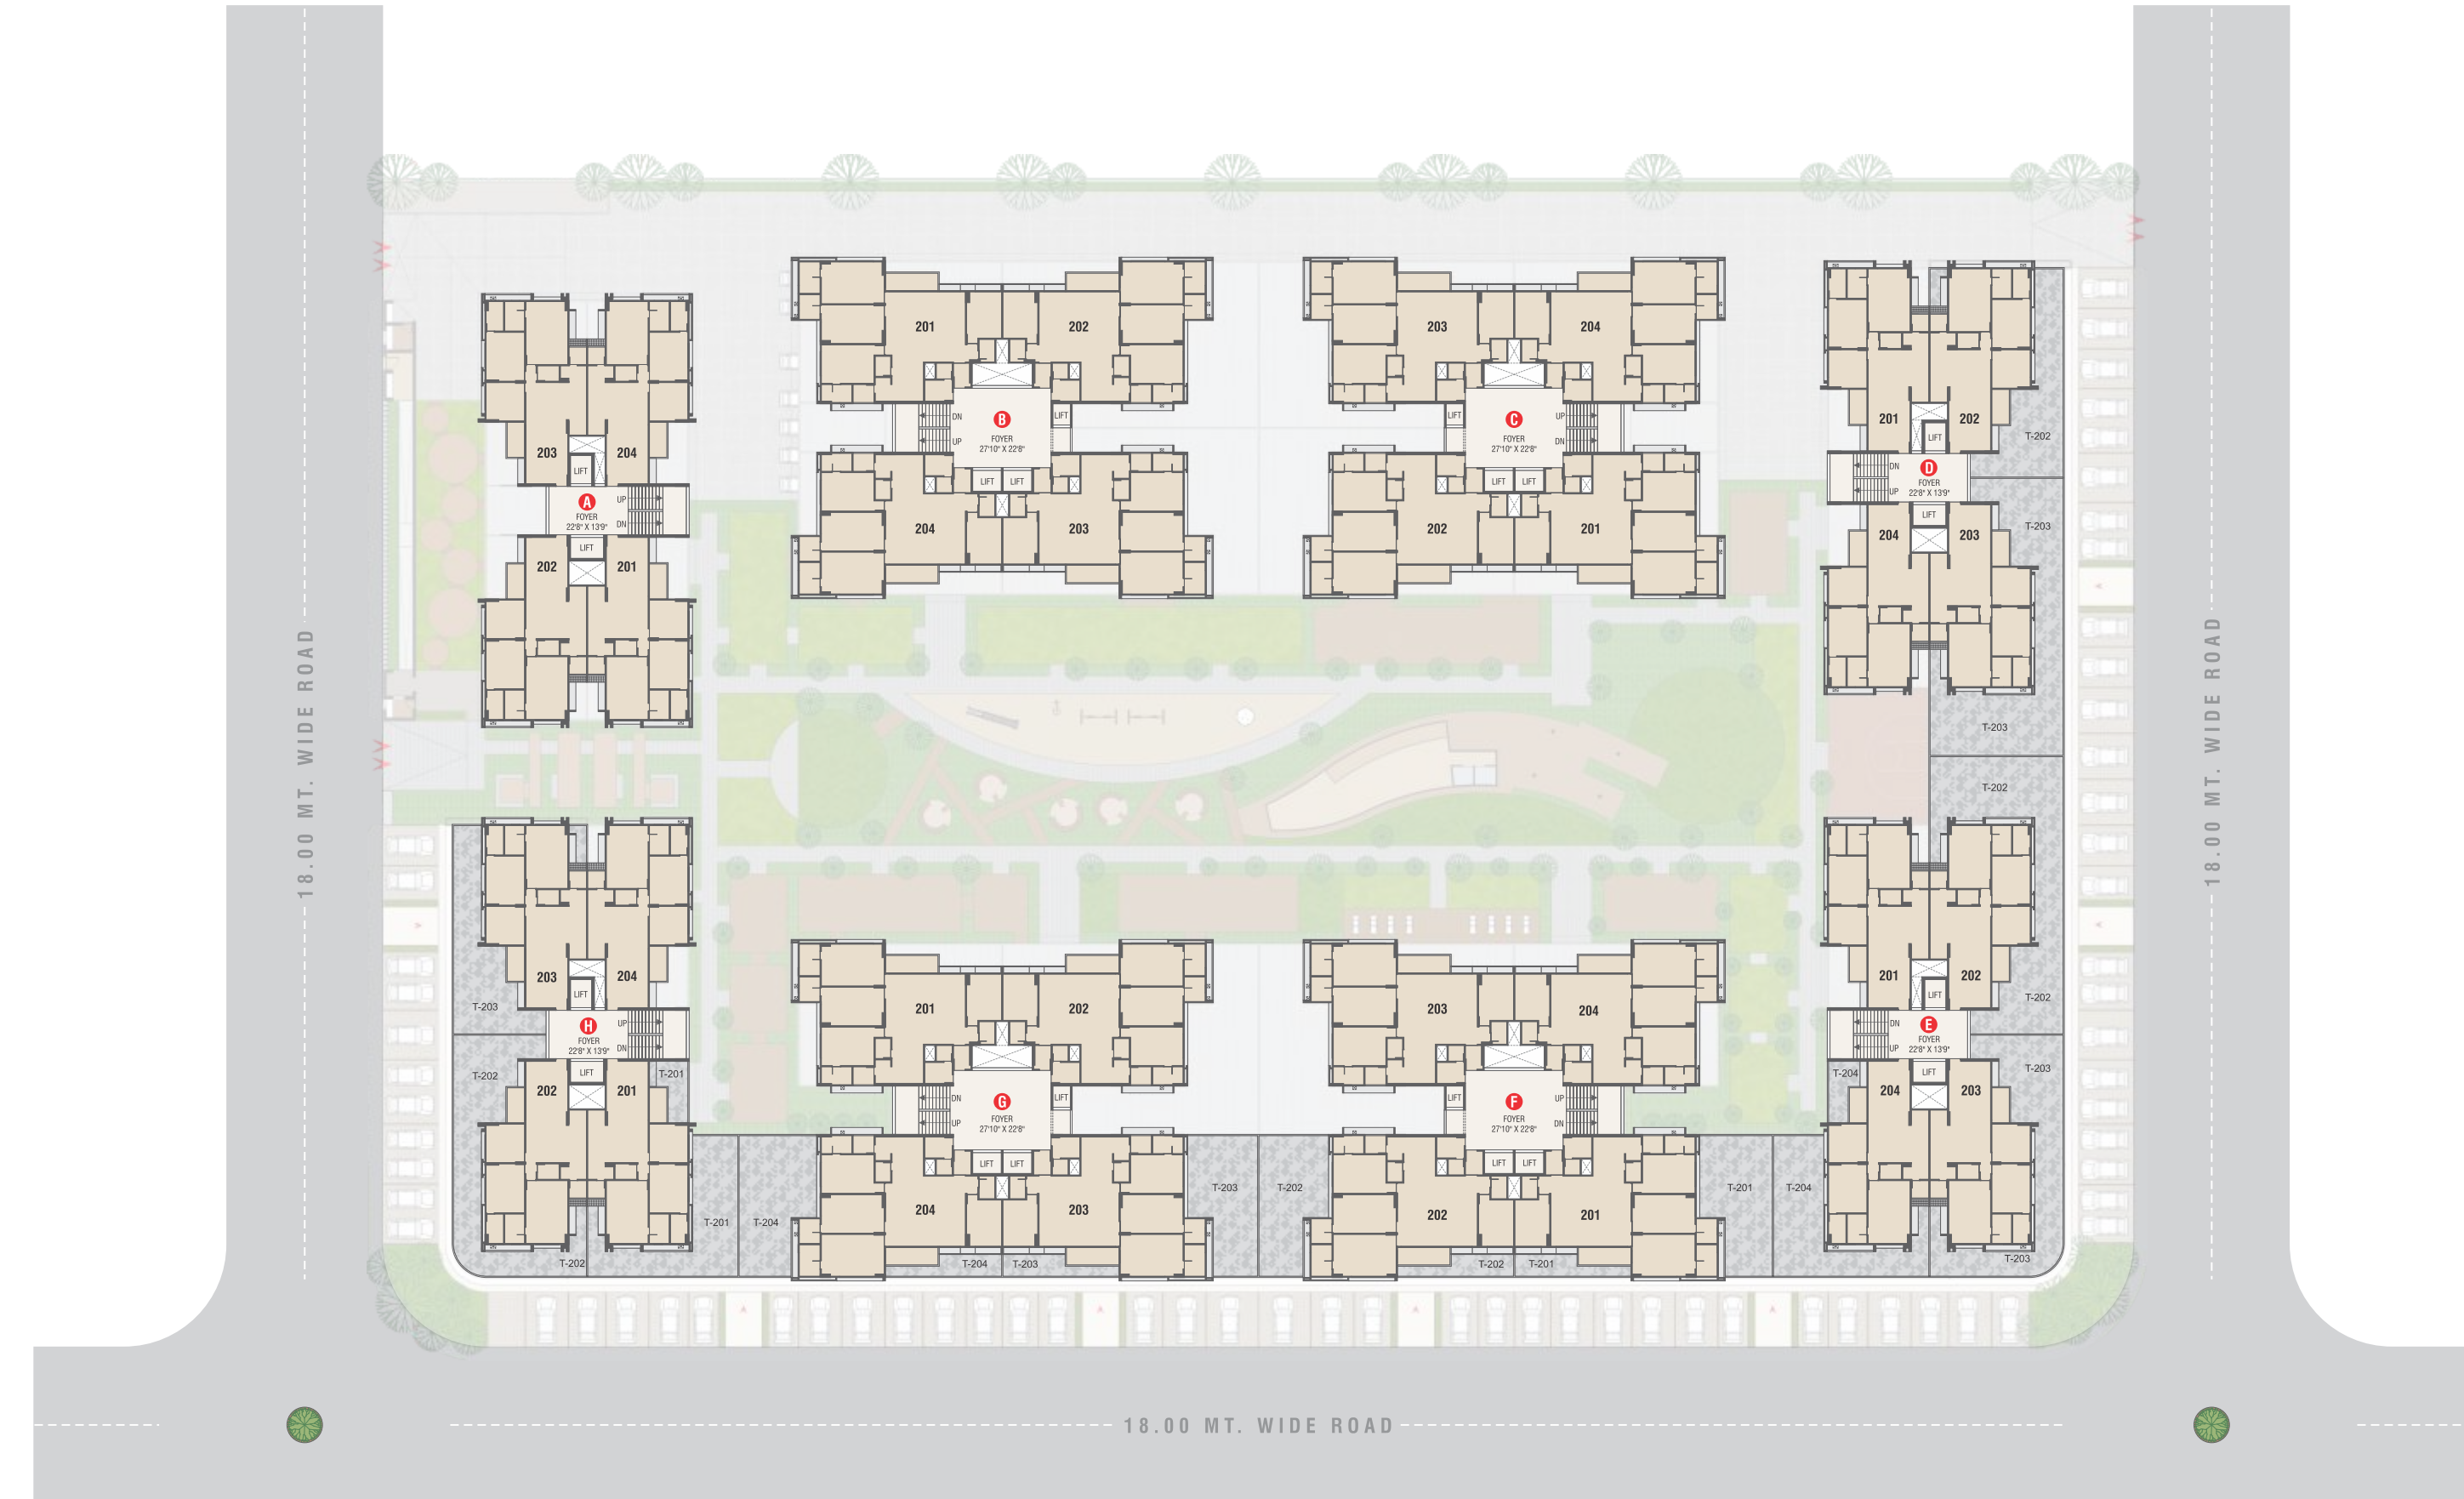 18.00 MT. WIDE ROAD
203
204
LIFT
A
FOYER
22'8" X 13'9"
UP
DN
LIFT
202
201
201
202
DN
UP
B
FOYER
27'10" X 22'8"
LIFT
LIFT
LIFT
204
203
203
204
LIFT
C
FOYER
27'10" X 22'8"
UP
DN
LIFT
LIFT
202
201
201
202
LIFT
T-202
DN
UP
D
FOYER
22'8" X 13'9"
LIFT
T-203
204
203
T-203
T-202
18.00 MT. WIDE ROAD
203
204
LIFT
T-203
H
FOYER
22'8" X 13'9"
UP
DN
T-202
LIFT
T-201
202
201
T-202
T-201
T-204
201
202
DN
UP
G
FOYER
27'10" X 22'8"
LIFT
LIFT
LIFT
204
203
T-204
T-203
T-203
T-202
203
204
LIFT
F
FOYER
27'10" X 22'8"
UP
DN
LIFT
LIFT
202
201
T-202
T-201
T-201
T-204
201
202
LIFT
T-202
DN
UP
E
FOYER
22'8" X 13'9"
T-204
LIFT
T-203
204
203
T-203
18.00 MT. WIDE ROAD